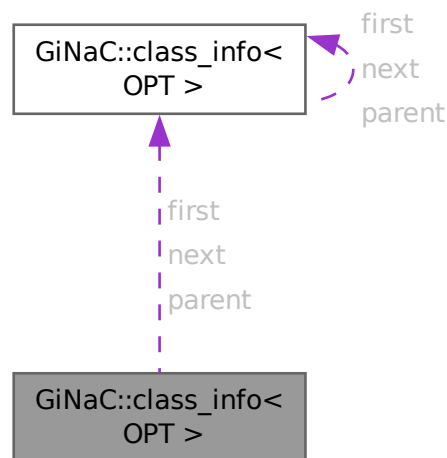 first
GiNaC::class_info<
next
OPT >
parent
first
next
parent
GiNaC::class_info<
OPT >